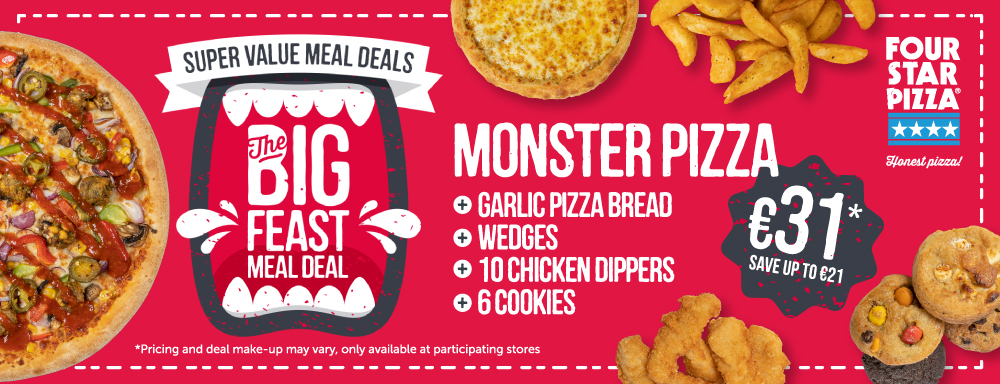 SUPER VALUE MEAL DEALS
The
BIG
FEAST
MEAL DEAL
MONSTER PIZZA
+ GARLIC PIZZA BREAD
+ WEDGES
+ 10 CHICKEN DIPPERS
+ 6 COOKIES
€31*
SAVE UP TO €21
FOUR
STAR
PIZZA®
Honest pizza!
*Pricing and deal make-up may vary, only available at participating stores